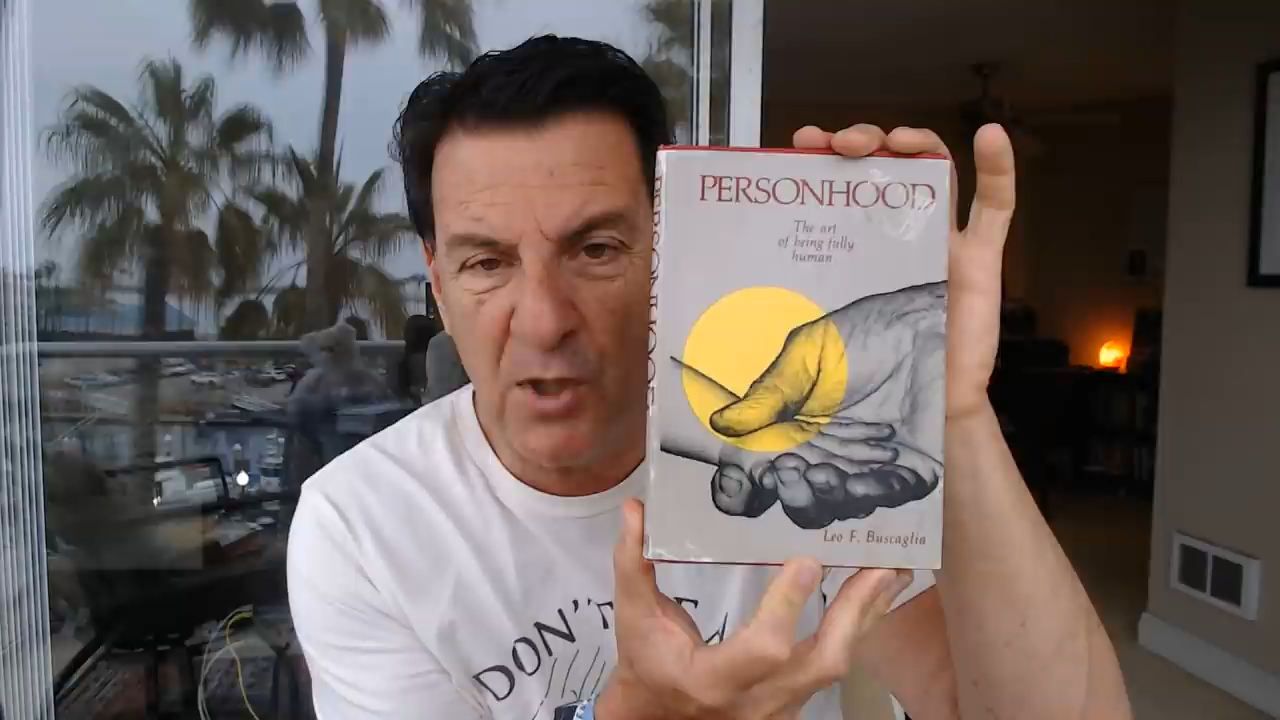 PERSONHOOD
The art
of being fully
human
Leo F. Buscaglia
PERSONHOOD
DON'T